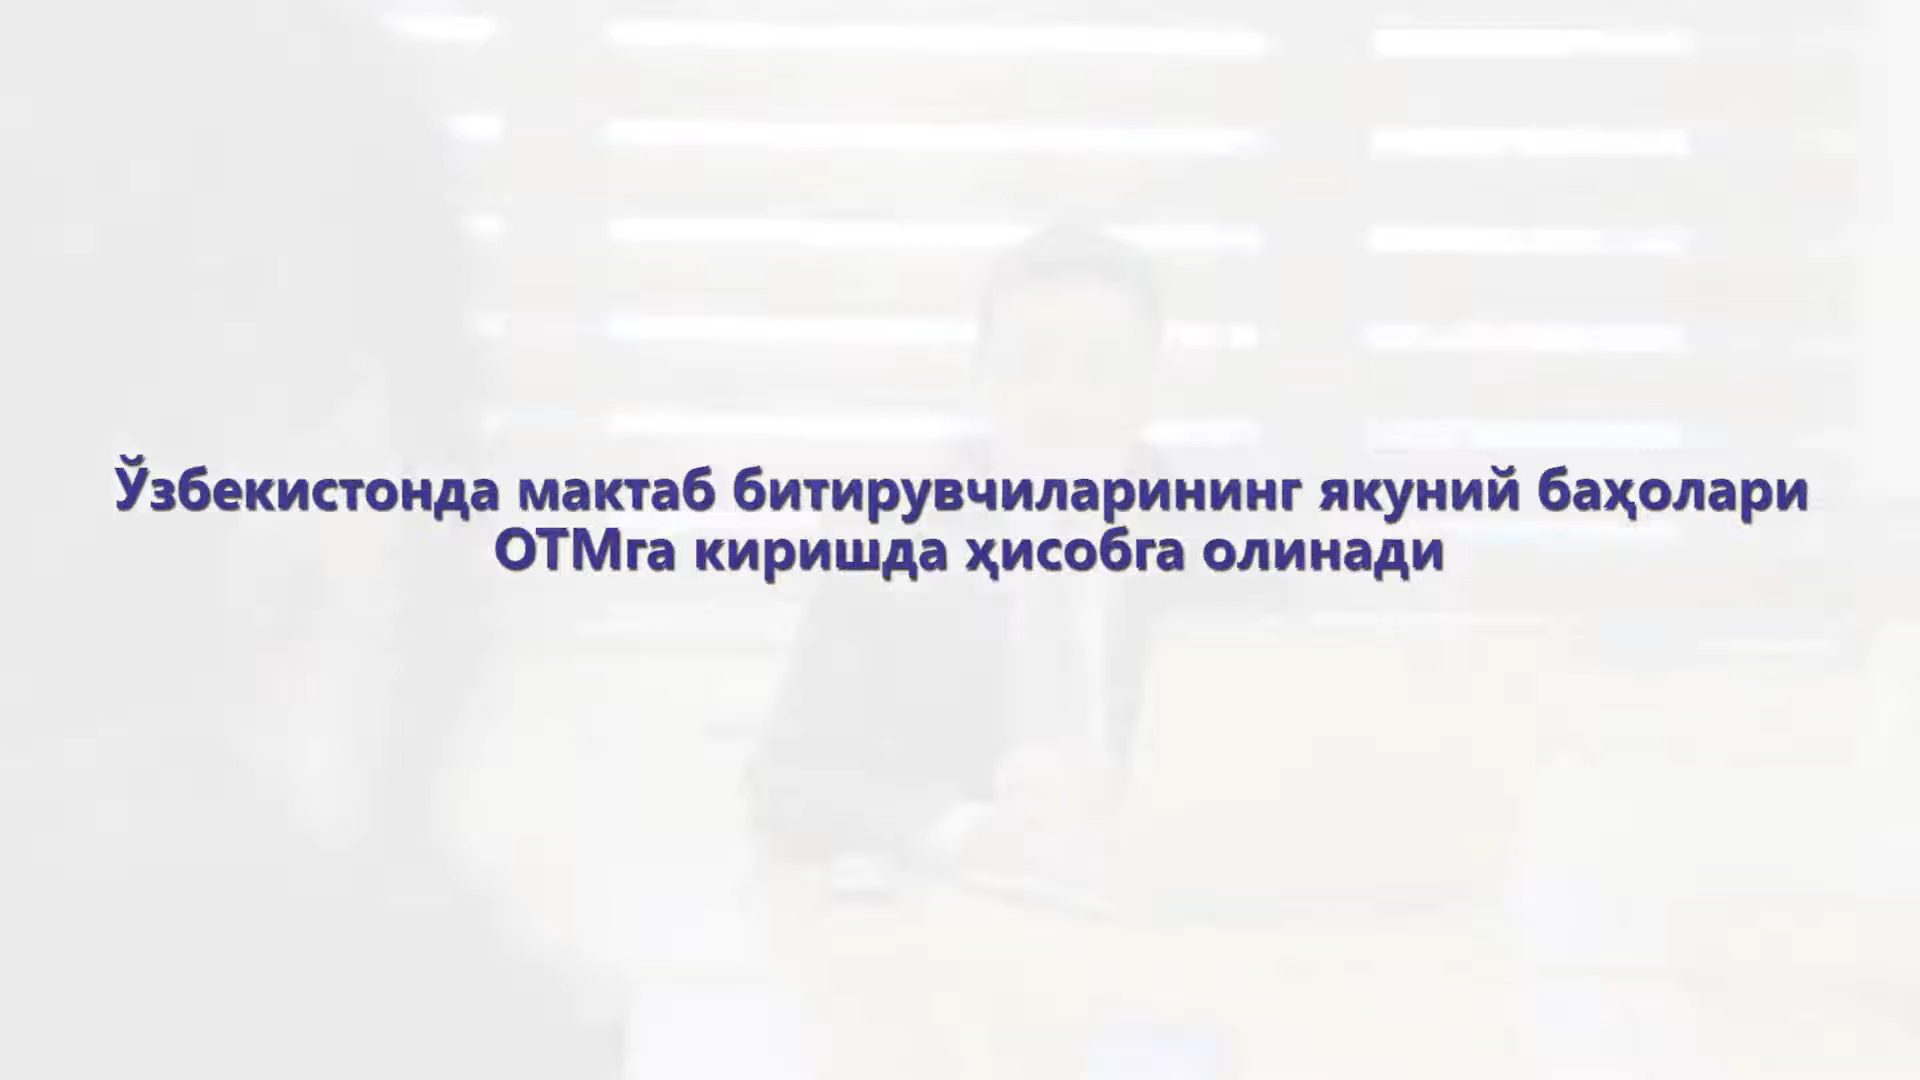 Ўзбекистонда мактаб битирувчиларининг якуний баҳолари
ОТМга киришда ҳисобга олинади